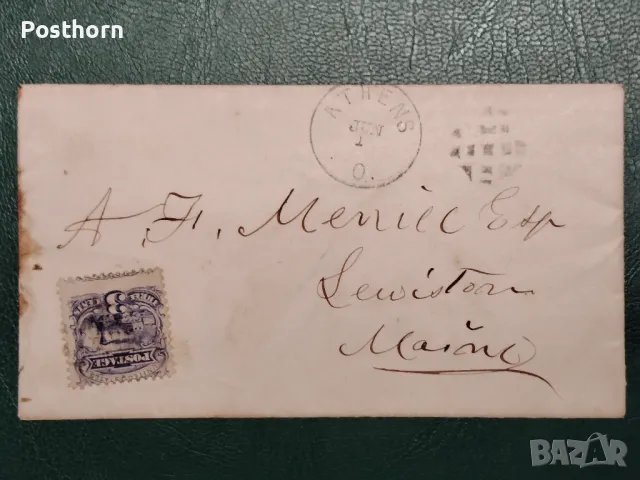 Posthorn
ATHENS
JUN
1
O.
A. F. Merrill Esq
Lewiston
Maine
POSTAGE
BAZAR